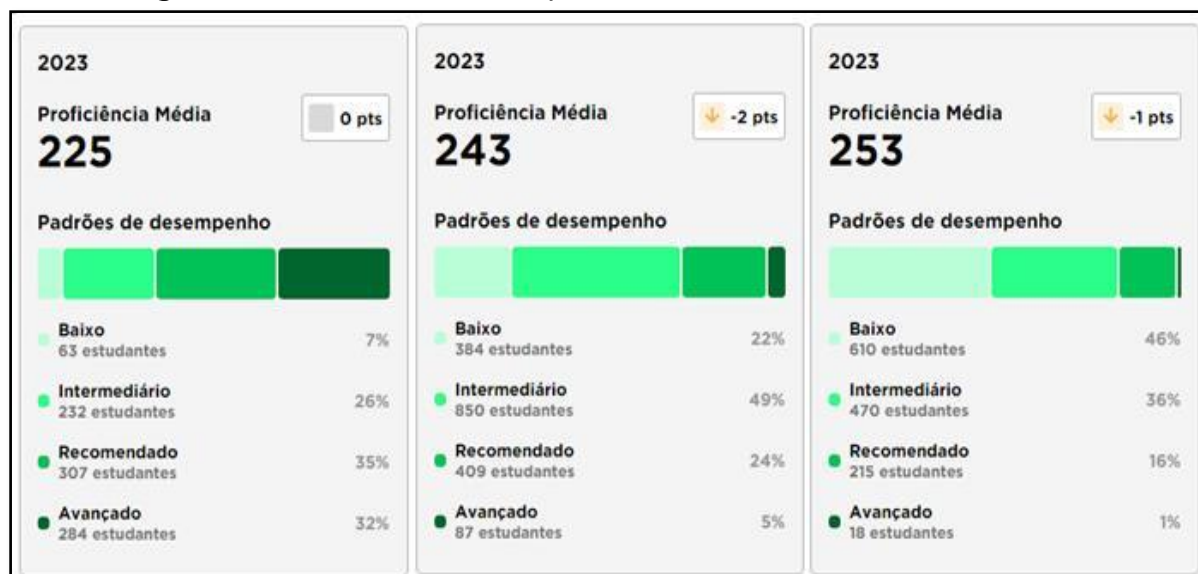 2023
Proficiência Média
0 pts
225
Padrões de desempenho
Baixo
63 estudantes
7%
Intermediário
232 estudantes
26%
Recomendado
307 estudantes
35%
Avançado
284 estudantes
32%
2023
Proficiência Média
-2 pts
243
Padrões de desempenho
Baixo
384 estudantes
22%
Intermediário
850 estudantes
49%
Recomendado
409 estudantes
24%
Avançado
87 estudantes
5%
2023
Proficiência Média
-1 pts
253
Padrões de desempenho
Baixo
610 estudantes
46%
Intermediário
470 estudantes
36%
Recomendado
215 estudantes
16%
Avançado
18 estudantes
1%